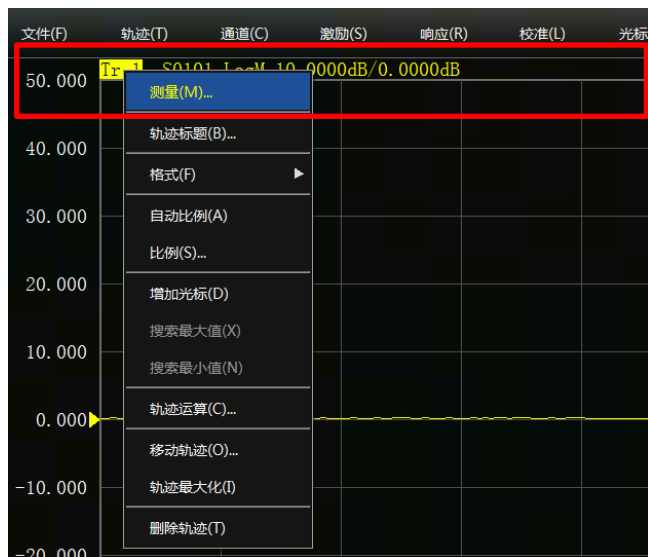 文件(F) 轨迹(T) 通道(C) 激励(S) 响应(R) 校准(L) 光标
Tr 1 S0101 LogM 10.0000dB/0.0000dB
50.000
测量(M)...
轨迹标题(B)...
40.000
格式(F)
30.000
自动比例(A)
比例(S)...
20.000
增加光标(D)
搜索最大值(X)
10.000
搜索最小值(N)
轨迹运算(C)...
0.000
移动轨迹(O)...
-10.000
轨迹最大化(I)
删除轨迹(T)
-20.000